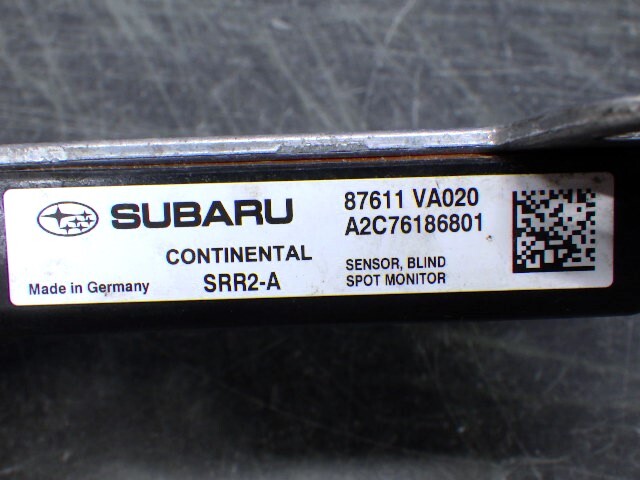 SUBARU
CONTINENTAL
SRR2-A
Made in Germany
87611 VA020
A2C76186801
SENSOR, BLIND
SPOT MONITOR